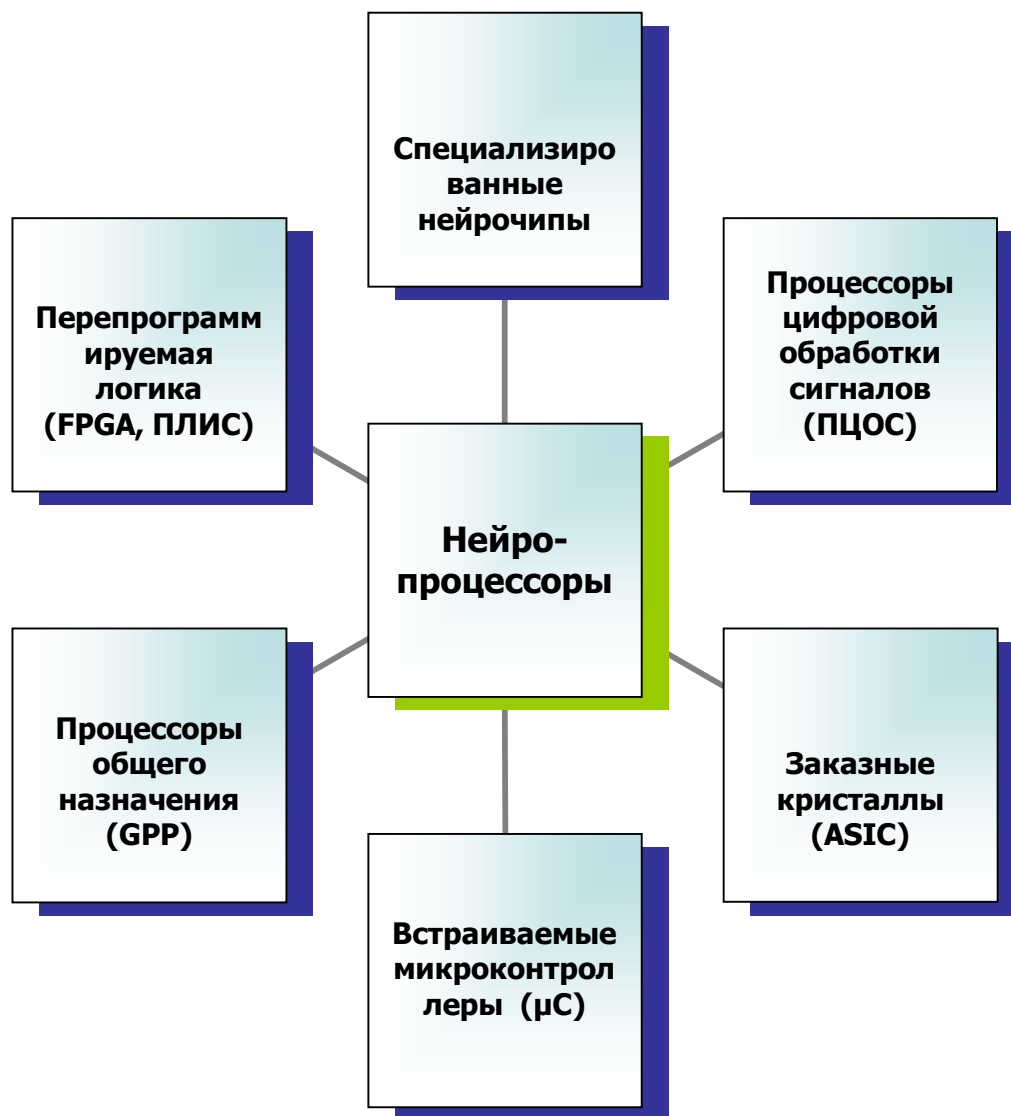 Специализиро
ванные
нейрочипы
Процессоры
цифровой
обработки
сигналов
(ПЦОС)
Перепрограмм
ируемая
логика
(FPGA, ПЛИС)
Нейро-
процессоры
Процессоры
общего
назначения
(GPP)
Заказные
кристаллы
(ASIC)
Встраиваемые
микроконтрол
леры (µC)